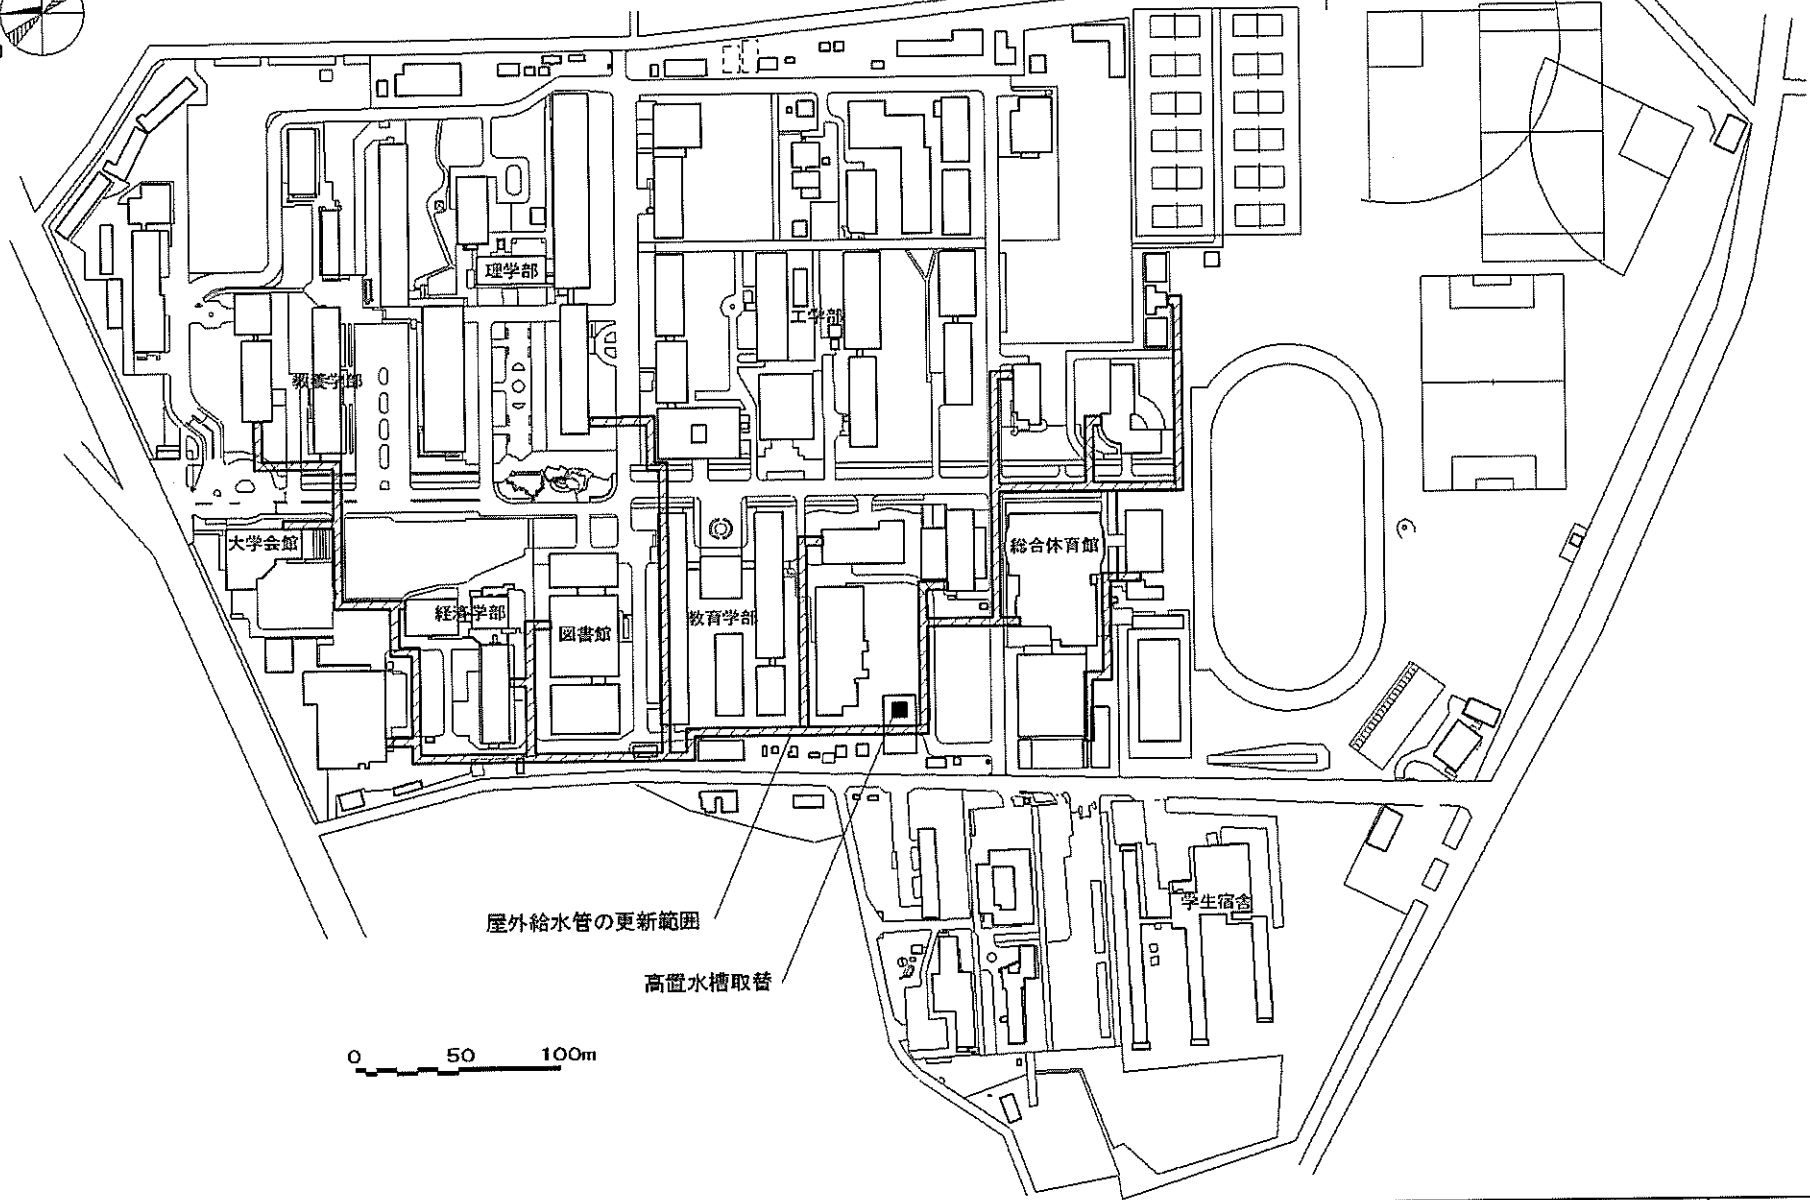 理学部
工学部
教養学部
大学会館
総合体育館
経済学部
教育学部
図書館
学生宿舎
屋外給水管の更新範囲
高置水槽取替
0 50 100m